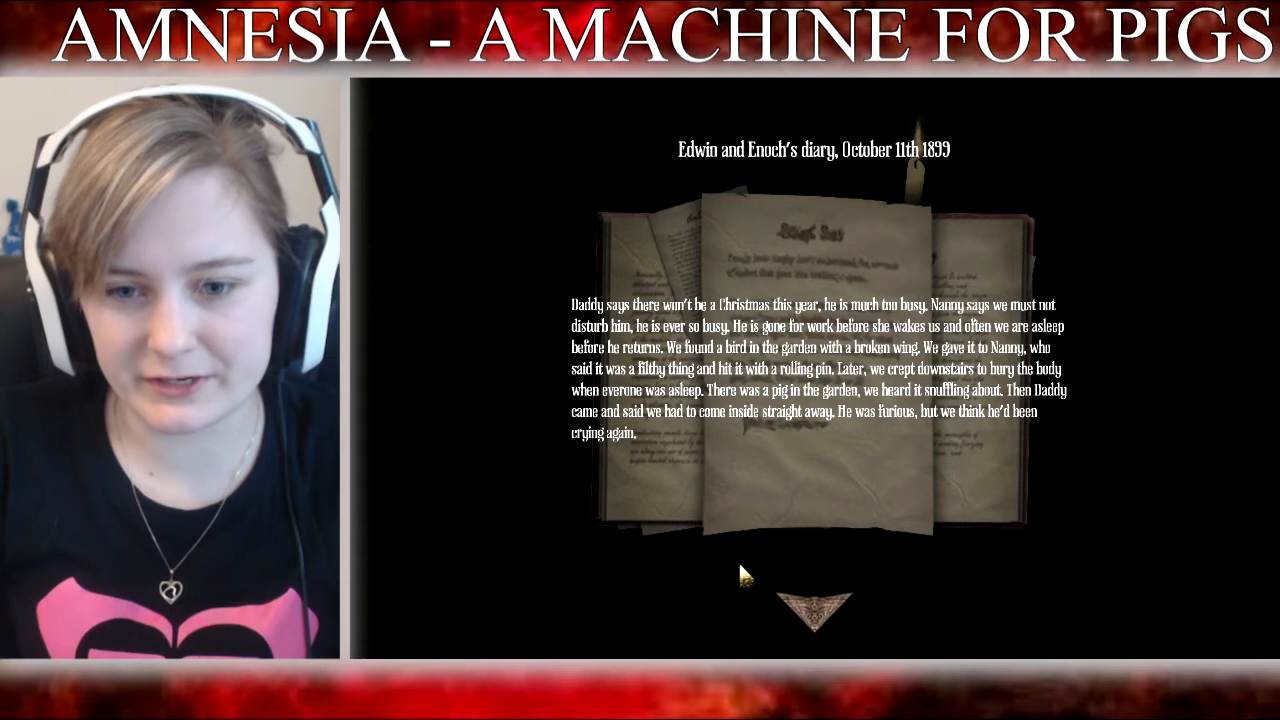 AMNESIA - A MACHINE FOR PIGS
Edwin and Enoch's diary, October 11th 1899
Daddy says there won't be a Christmas this year, he is much too busy. Nanny says we must not
disturb him, he is ever so busy. He is gone for work before she wakes us and often we are asleep
before he returns. We found a bird in the garden with a broken wing. We gave it to Nanny, who
said it was a filthy thing and hit it with a rolling pin. Later, we crept downstairs to bury the body
when everone was asleep. There was a pig in the garden, we heard it snuffling about. Then Daddy
came and said we had to come inside straight away. He was furious, but we think he'd been
crying again.